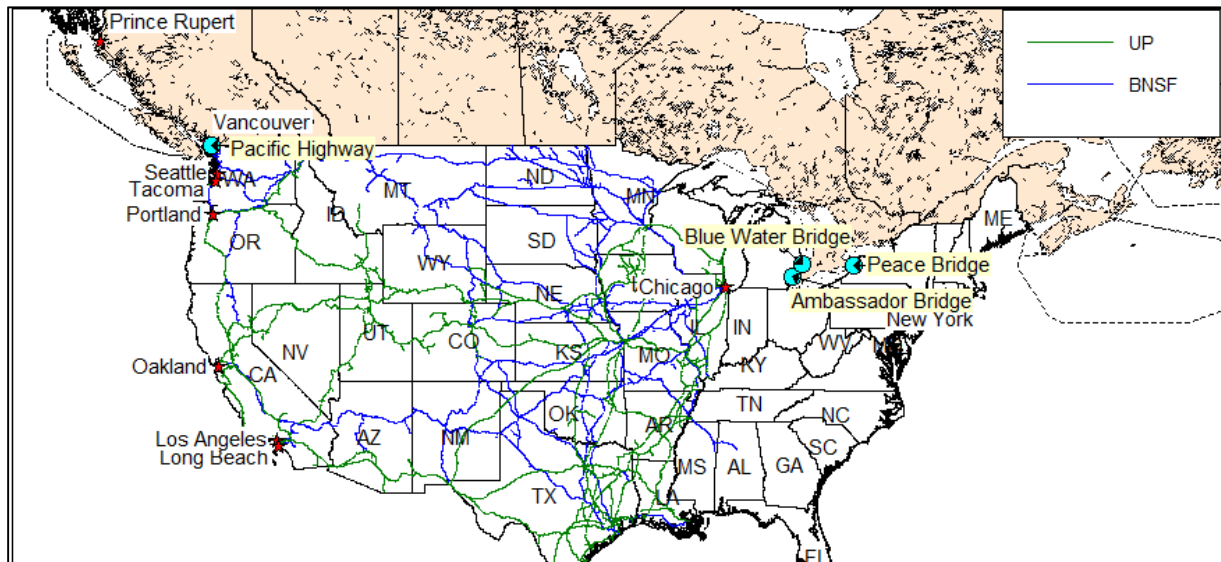 Prince Rupert
UP
BNSF
Vancouver
Pacific Highway
Seattle
WA
Tacoma
Portland
MT
ND
MN
ME
ID
OR
SD
Blue Water Bridge
Peace Bridge
WY
NE
Chicago
Ambassador Bridge
New York
UT
NV
CO
KS
MO
IL
IN
WV
KY
Oakland
CA
TN
NC
OK
AR
SC
Los Angeles
Long Beach
AZ
NM
MS
AL
GA
TX
LA
FL